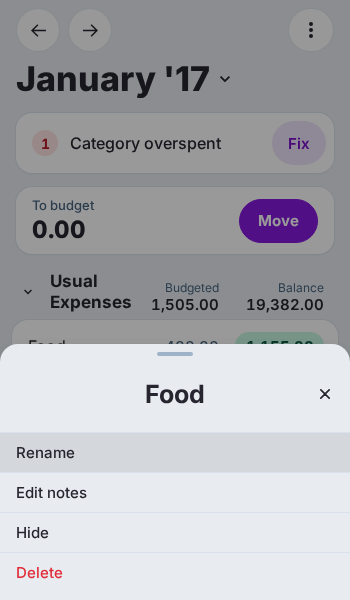 January '17
1 Category overspent Fix
To budget
0.00 Move
Usual Expenses Budgeted Balance
1,505.00 19,382.00
Food
Food
Rename
Edit notes
Hide
Delete